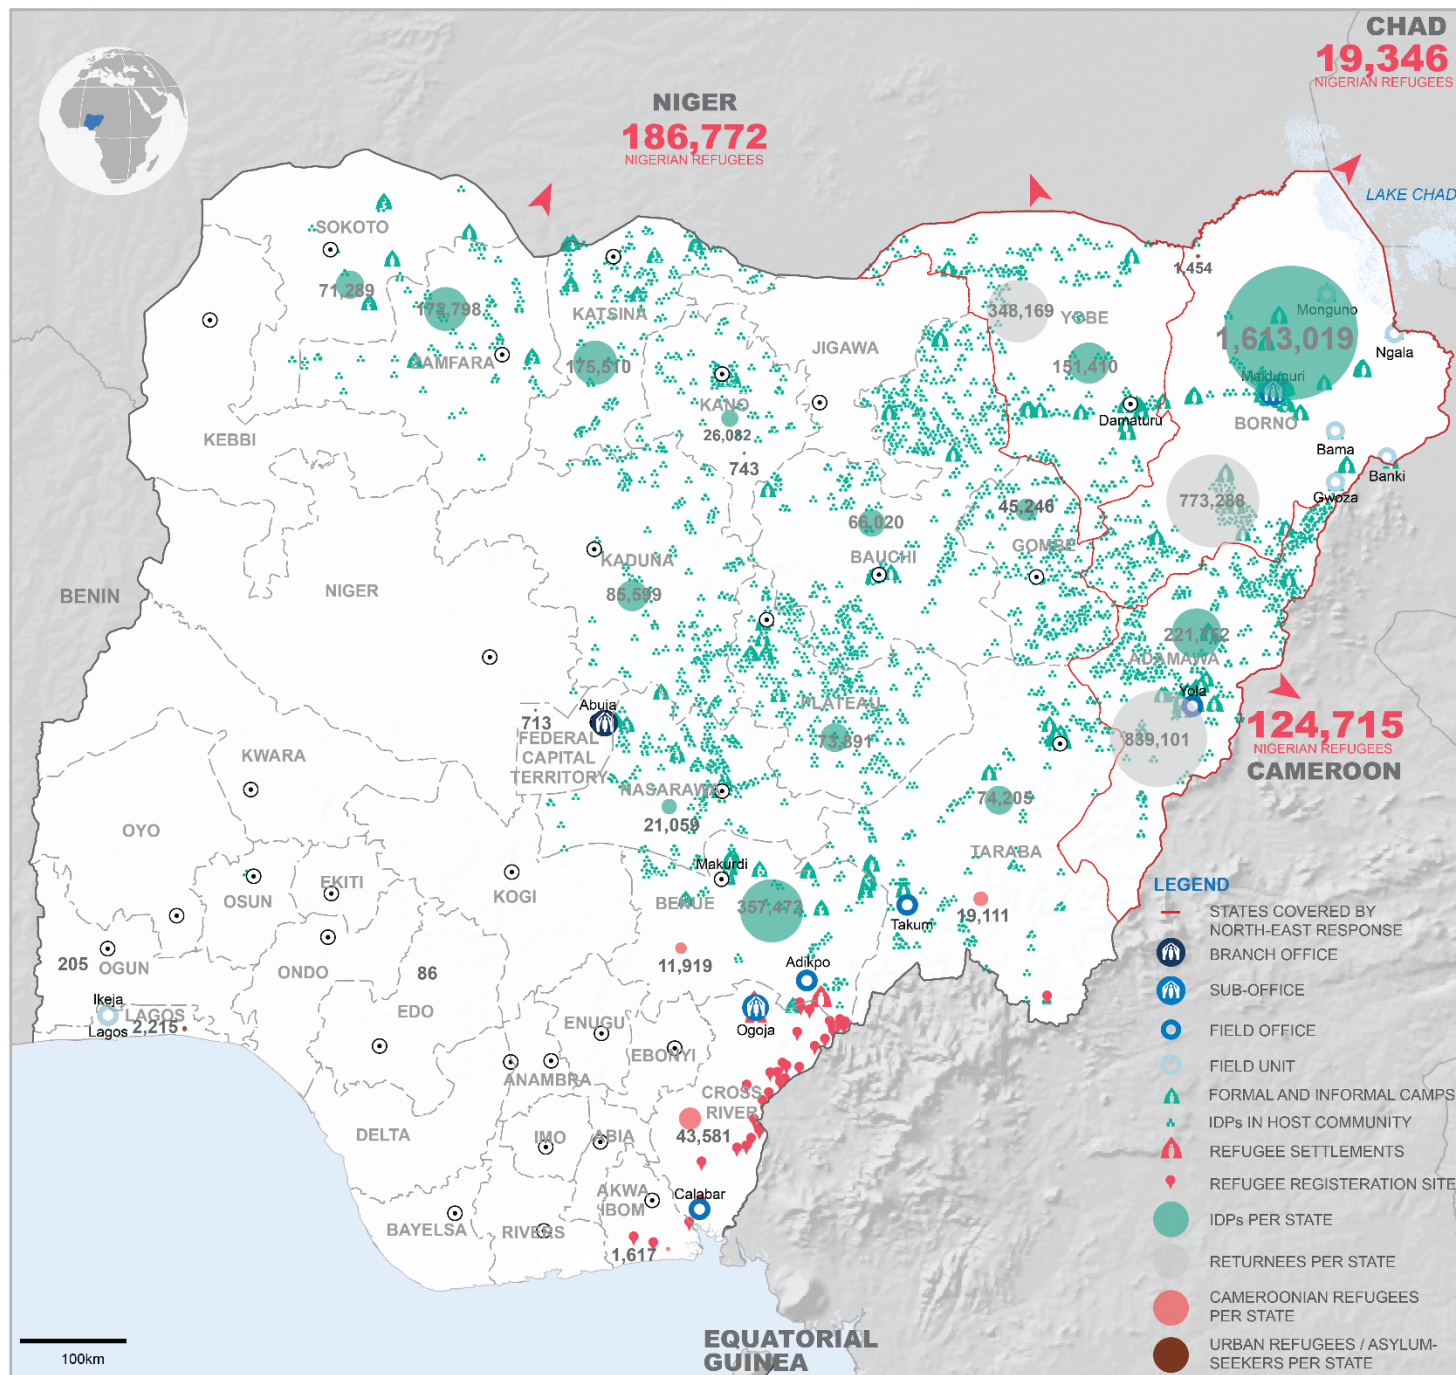 CHAD
19,346
NIGERIAN REFUGEES
NIGER
186,772
NIGERIAN REFUGEES
LAKE CHAD
SOKOTO
71,289
172,798
ZAMFARA
KATSINA
175,510
KANO
26,082
743
JIGAWA
348,169
YOBE
151,410
Damaturu
1,454
Monguno
1,613,019
Ngala
Maiduguri
BORNO
Bama
Banki
Gwoza
773,288
KEBBI
BENIN
NIGER
KADUNA
85,599
66,020
BAUCHI
45,246
GOMBE
221,762
ADAMAWA
Yola
839,101
124,715
NIGERIAN REFUGEES
CAMEROON
Abuja
713
FEDERAL
CAPITAL
TERRITORY
PLATEAU
73,891
NASARAWA
21,059
74,205
TARABA
KWARA
OYO
OSUN
EKITI
KOGI
Makurdi
BENUE
357,472
11,919
Takum
19,111
Adikpo
205
OGUN
ONDO
86
EDO
Ikeja
LAGOS
Lagos
2,215
ENUGU
EBONYI
Ogoja
ANAMBRA
CROSS
RIVER
43,581
DELTA
IMO
ABIA
AKWA
IBOM
Calabar
BAYELSA
RIVERS
1,617
EQUATORIAL
GUINEA
100km
LEGEND
STATES COVERED BY
NORTH-EAST RESPONSE
BRANCH OFFICE
SUB-OFFICE
FIELD OFFICE
FIELD UNIT
FORMAL AND INFORMAL CAMPS
IDPs IN HOST COMMUNITY
REFUGEE SETTLEMENTS
REFUGEE REGISTERATION SITE
IDPs PER STATE
RETURNEES PER STATE
CAMEROONIAN REFUGEES
PER STATE
URBAN REFUGEES / ASYLUM-
SEEKERS PER STATE